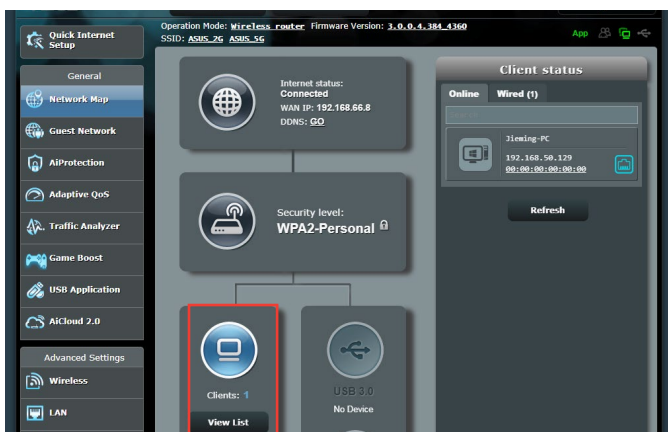 Operation Mode: Wireless router Firmware Version: 3.0.0.4.384_4360
SSID: ASUS_2G ASUS_5G
App
Quick Internet
Setup
General
Network Map
Guest Network
AiProtection
Adaptive QoS
Traffic Analyzer
Game Boost
USB Application
AiCloud 2.0
Advanced Settings
Wireless
LAN
Internet status:
Connected
WAN IP: 192.168.66.8
DDNS: GO
Security level:
WPA2-Personal
Clients: 1
View List
USB 3.0
No Device
Client status
Online Wired (1)
Jieming-PC
192.168.50.129
00:00:00:00:00:00
Refresh